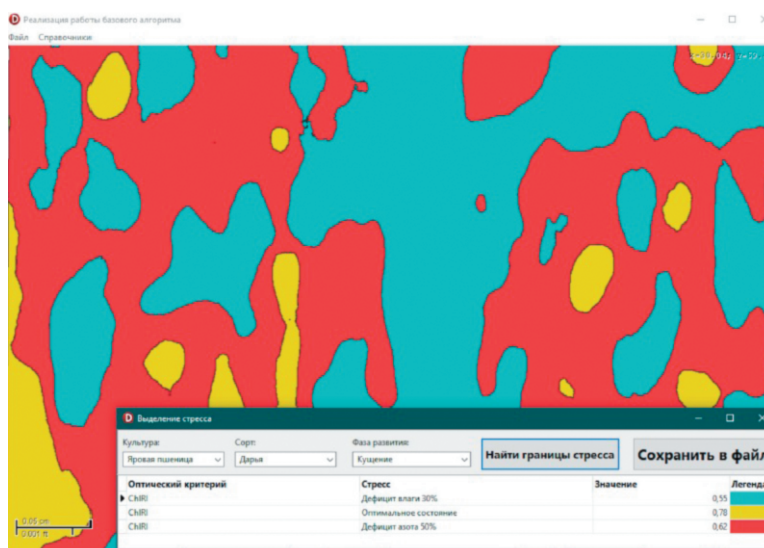 Реализация работы базового алгоритма
Файл Справочники
0.05 cm
0.001 ft
Выделение стресса
Культура: Сорт: Фаза развития:
Яровая пшеница Дарья Кущение Найти границы стресса Сохранить в файл
Оптический критерий Стресс Значение Легенда
ChlRI Дефицит влаги 30% 0,55
ChlRI Оптимальное состояние 0,78
ChlRI Дефицит азота 50% 0,62